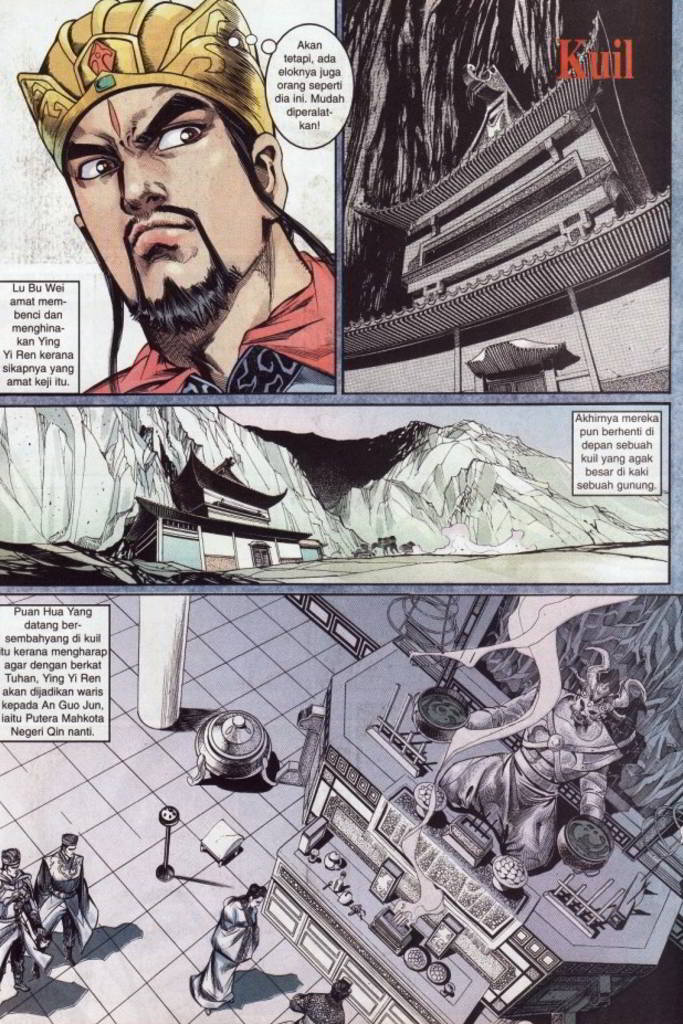 Akan
tetapi, ada
eloknya juga
orang seperti
dia ini. Mudah
diperalat-
kan!
Lu Bu Wei
amat mem-
benci dan
menghina-
kan Ying
Yi Ren kerana
sikapnya yang
amat keji itu.
Kuil
Akhirnya mereka
pun berhenti di
depan sebuah
kuil yang agak
besar di kaki
sebuah gunung.
Puan Hua Yang
datang ber-
sembahyang di kuil
itu kerana mengharap
agar dengan berkat
Tuhan, Ying Yi Ren
akan dijadikan waris
kepada An Guo Jun,
iaitu Putera Mahkota
Negeri Qin nanti.